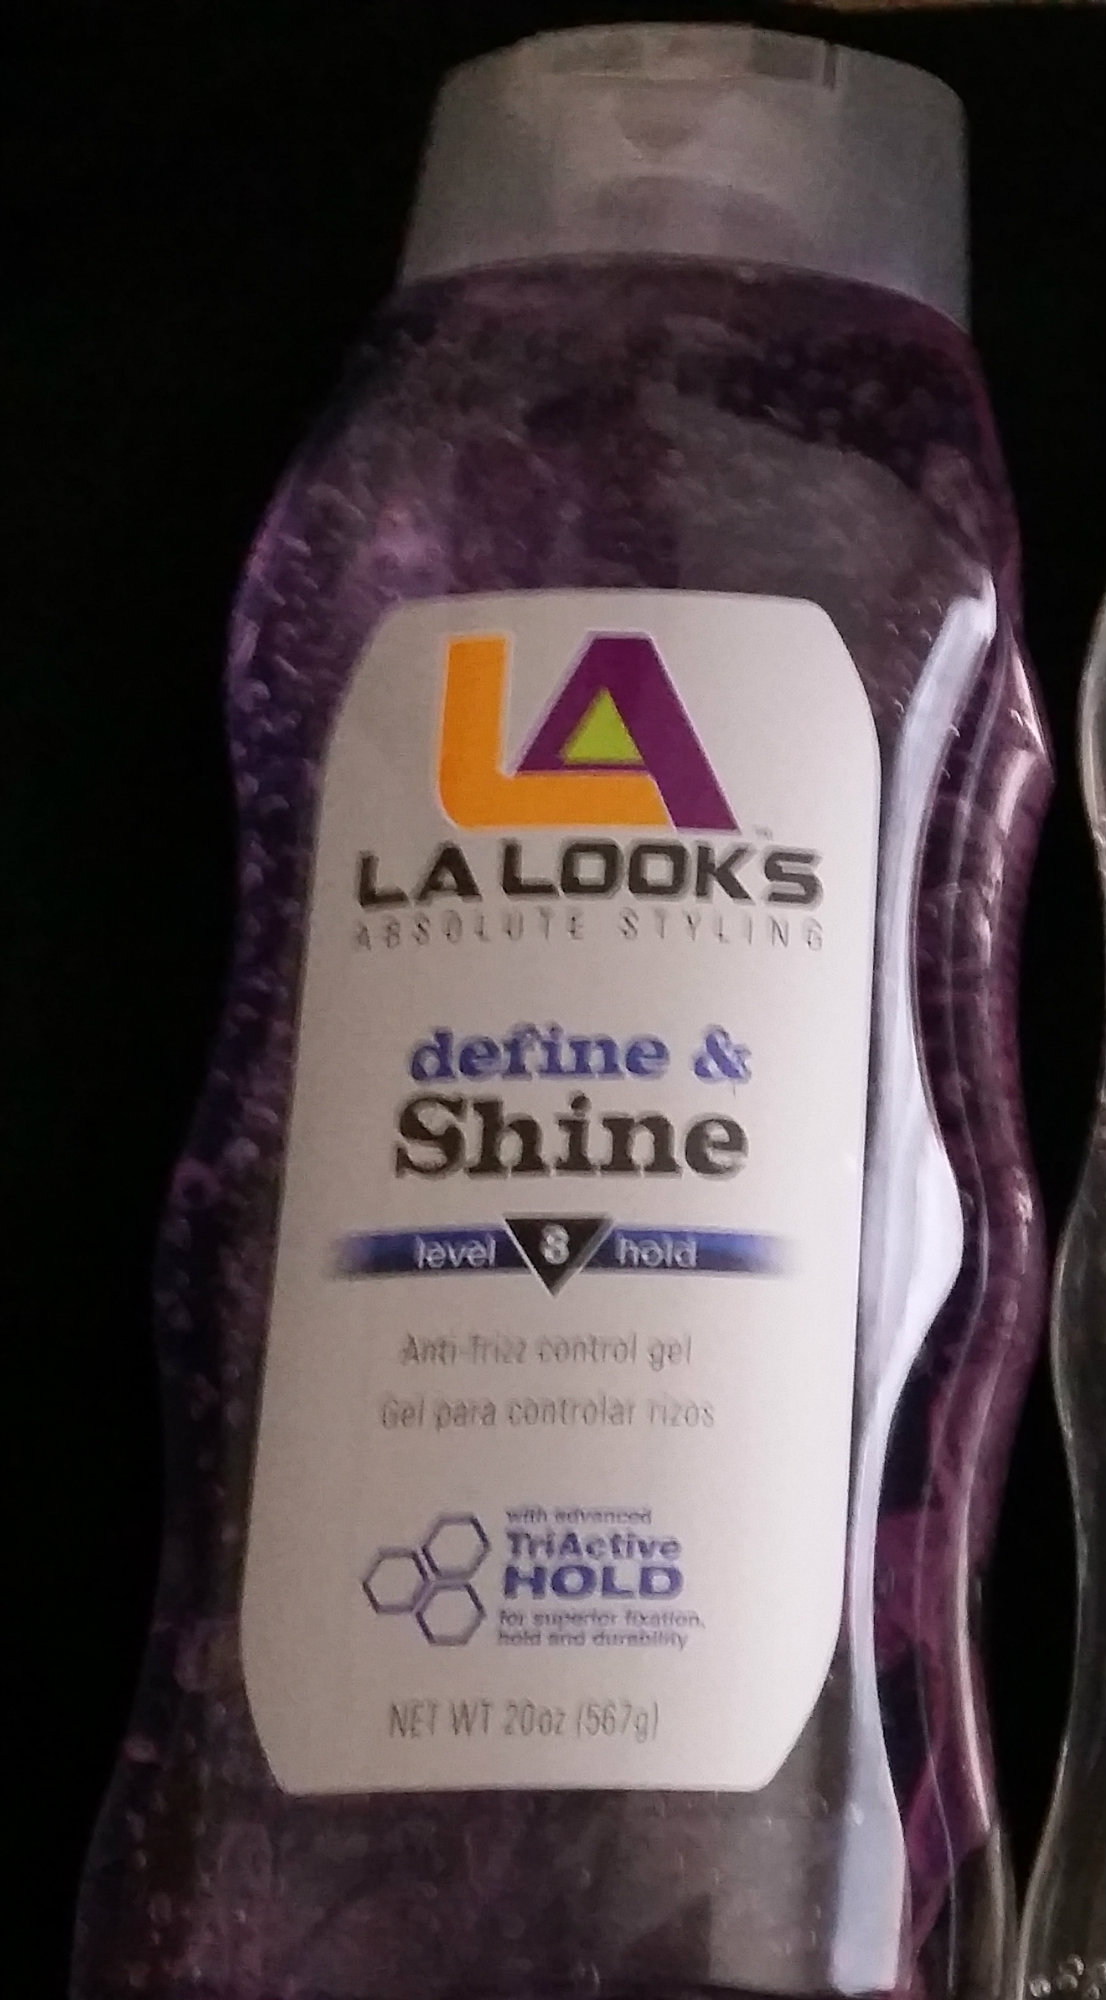 LA
LA LOOKS
ABSOLUTE STYLING
define &
Shine
level 8 hold
Anti-frizz control gel
Gel para controlar rizos
with advanced
TriActive
HOLD
for superior fixation,
hold and durability
NET WT 20oz (567g)